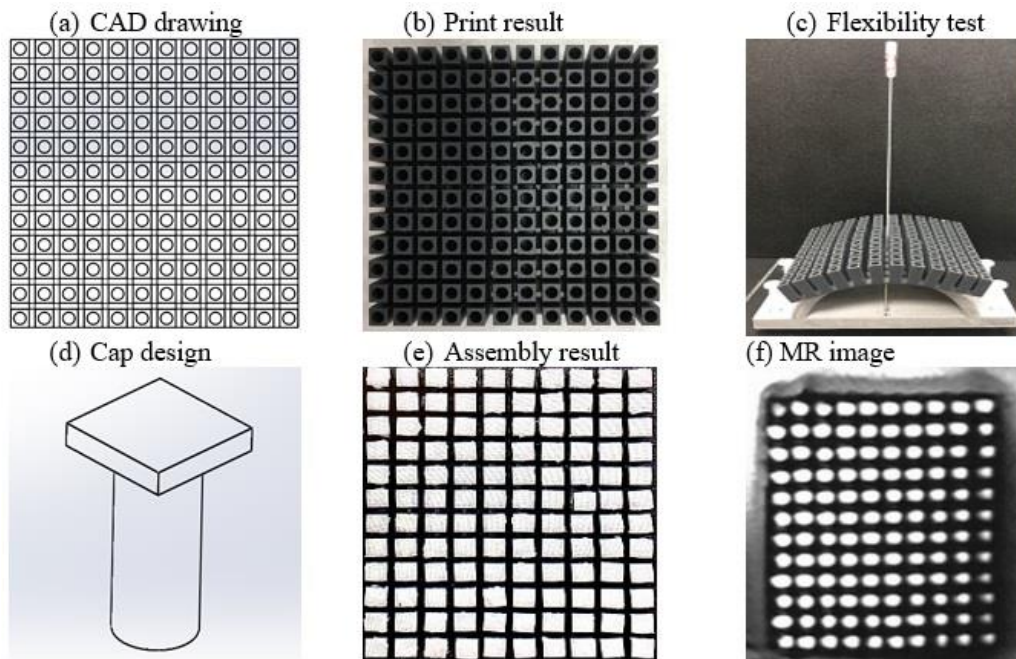 (a) CAD drawing
(b) Print result
(c) Flexibility test
(d) Cap design
(e) Assembly result
(f) MR image